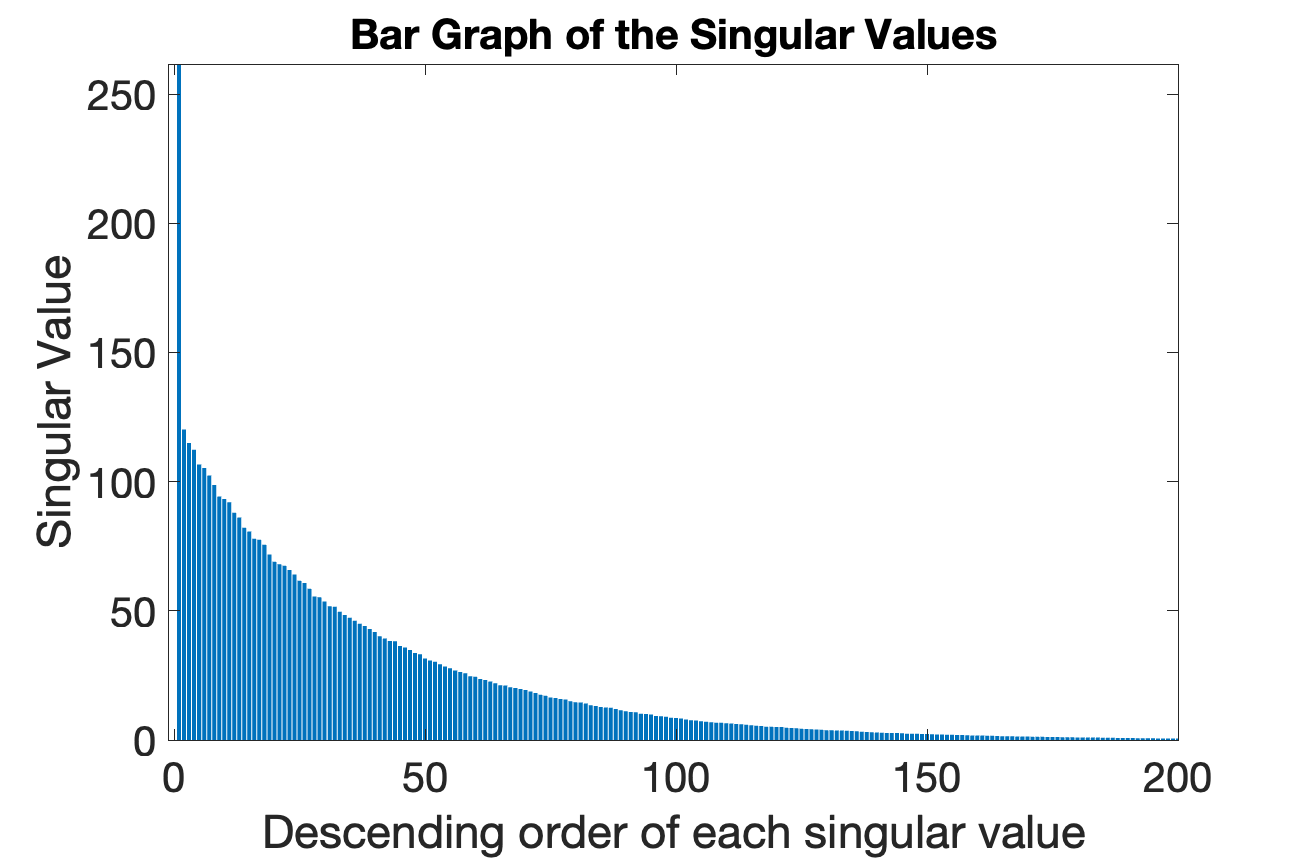 Bar Graph of the Singular Values
250
200
150
100
50
0
Singular Value
0 50 100 150 200
Descending order of each singular value